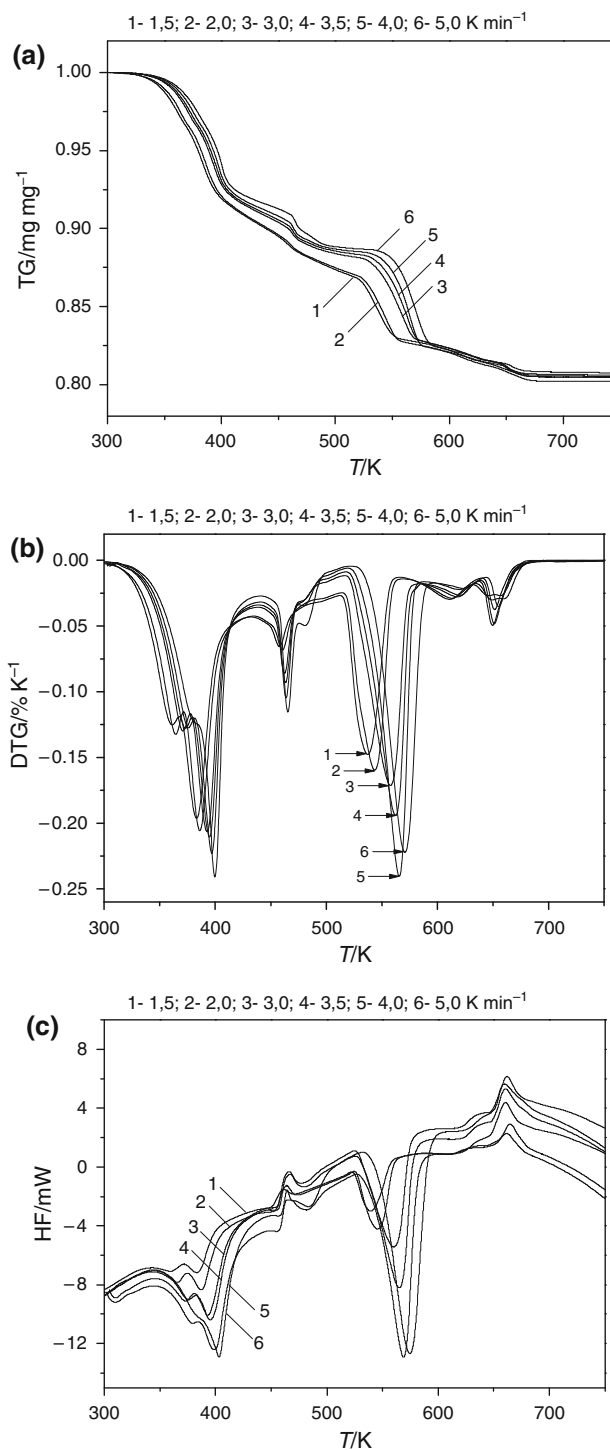 1- 1,5; 2- 2,0; 3- 3,0; 4- 3,5; 5- 4,0; 6- 5,0 K min⁻¹
(a)
1.00
0.95
0.90
0.85
0.80
TG/mg mg⁻¹
6
5
4
3
1
2
300 400 500 600 700
T/K
1- 1,5; 2- 2,0; 3- 3,0; 4- 3,5; 5- 4,0; 6- 5,0 K min⁻¹
(b)
0.00
−0.05
−0.10
−0.15
−0.20
−0.25
DTG/% K⁻¹
1
2
3
4
6
5
300 400 500 600 700
T/K
1- 1,5; 2- 2,0; 3- 3,0; 4- 3,5; 5- 4,0; 6- 5,0 K min⁻¹
(c)
8
4
0
−4
−8
−12
HF/mW
1
2
3
4
5
6
300 400 500 600 700
T/K